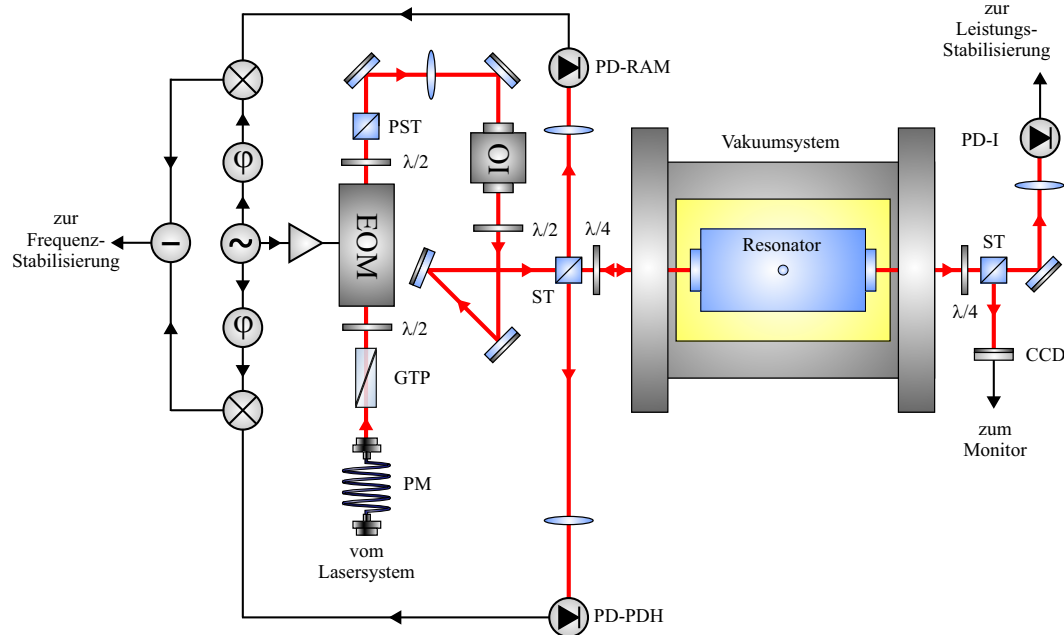 zur
Leistungs-
Stabilisierung
PD-RAM
PST
PD-I
Vakuumsystem
λ/2
OI
φ
EOM
λ/2
λ/4
zur
Frequenz-
Stabilisierung
−
~
Resonator
ST
ST
λ/4
φ
λ/2
CCD
GTP
zum
Monitor
PM
vom
Lasersystem
PD-PDH